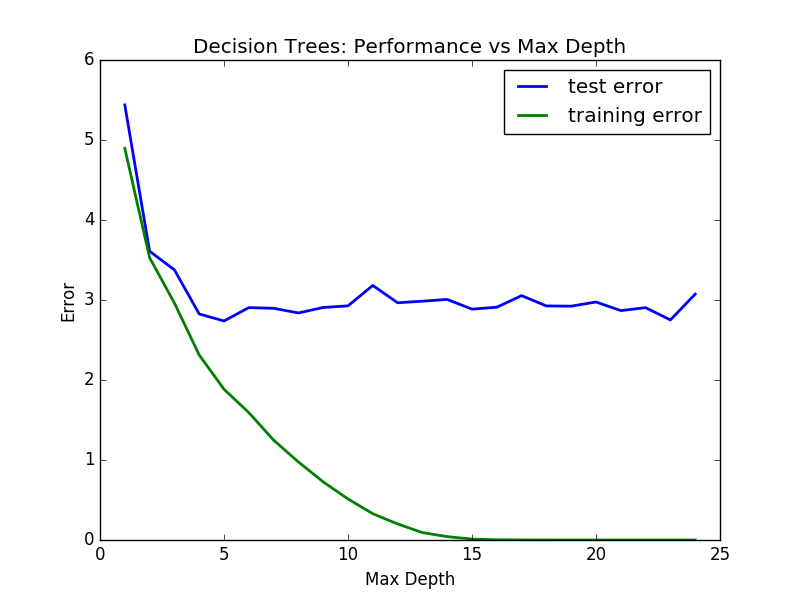 Decision Trees: Performance vs Max Depth
test error
training error
6
5
4
3
2
1
0
Error
0 5 10 15 20 25
Max Depth